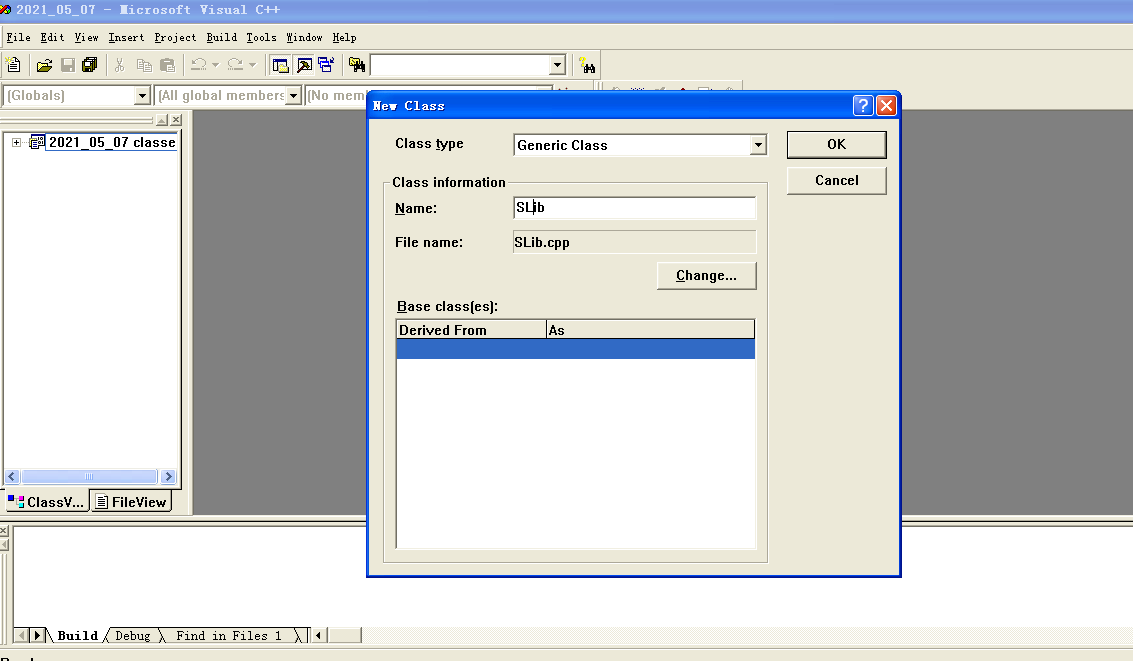 2021_05_07 - Microsoft Visual C++
File Edit View Insert Project Build Tools Window Help
[Globals] [All global members [No mem
New Class
2021_05_07 classe
Class type Generic Class OK
Cancel
Class information
Name: SLib
File name: SLib.cpp
Change...
Base class(es):
Derived From As
ClassV... FileView
Build Debug Find in Files 1